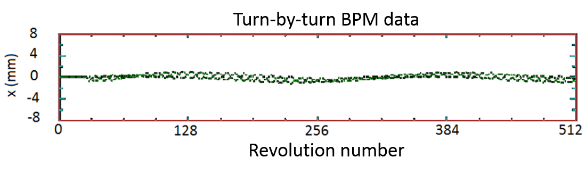 Turn-by-turn BPM data
8
4
0
-4
-8
x (mm)
0 128 256 384 512
Revolution number